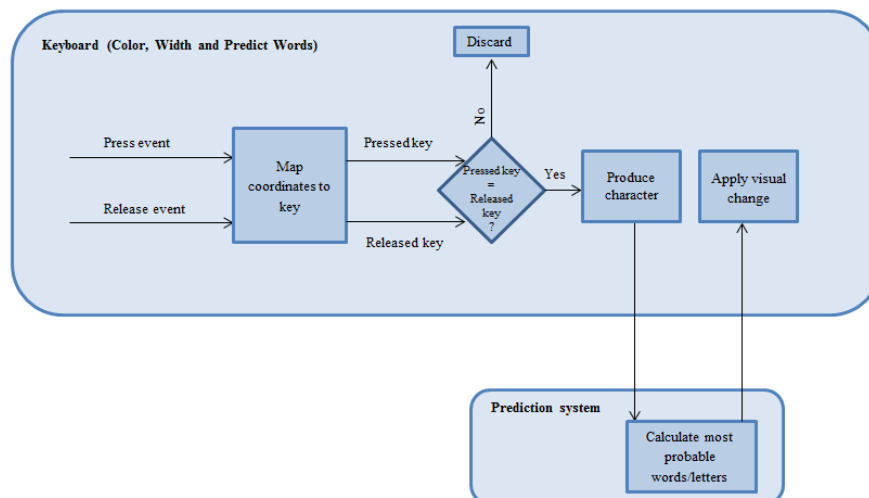 Keyboard (Color, Width and Predict Words)
Discard
No
Press event
Release event
Map
coordinates to
key
Pressed key
Released key
Pressed key
=
Released
key
?
Yes
Produce
character
Apply visual
change
Prediction system
Calculate most
probable
words/letters